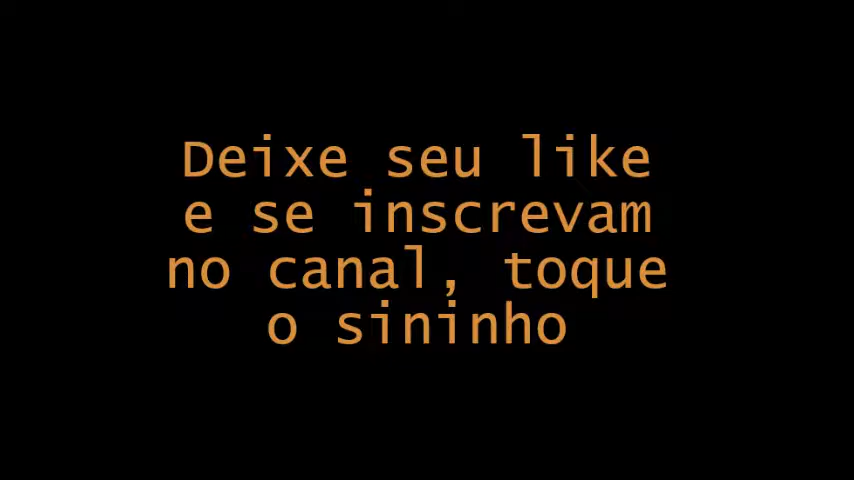 Deixe seu like
e se inscrevam
no canal, toque
o sininho